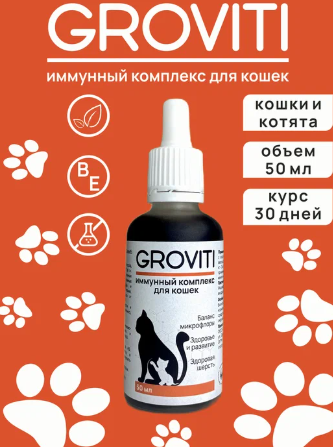 GROVITI
иммунный комплекс для кошек
кошки и
котята
объем
50 мл
курс
30 дней
B
E
GROVITI
иммунный комплекс
для кошек
Баланс
микрофлоры
Здоровье
и развитие
Здоровая
шерсть
50 мл